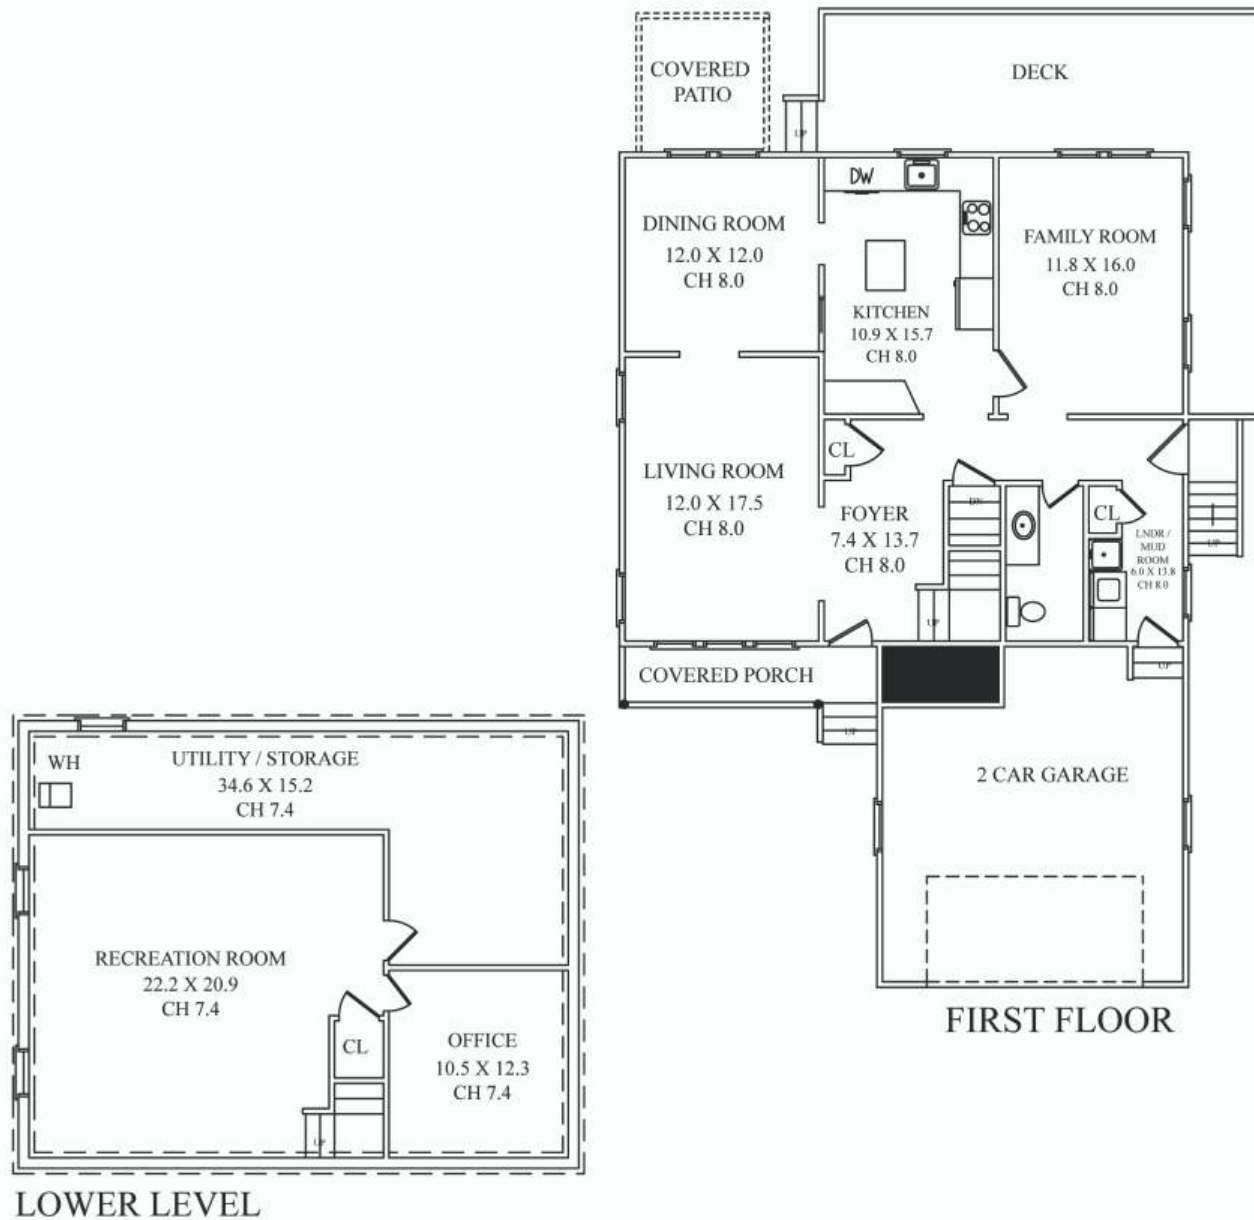 COVERED
PATIO
DECK
UP
DW
DINING ROOM
12.0 X 12.0
CH 8.0
FAMILY ROOM
11.8 X 16.0
CH 8.0
KITCHEN
10.9 X 15.7
CH 8.0
CL
LIVING ROOM
12.0 X 17.5
CH 8.0
DN
FOYER
7.4 X 13.7
CH 8.0
CL
LNDR /
MUD
ROOM
6.0 X 13.8
CH 8.0
UP
UP
UP
COVERED PORCH
UP
2 CAR GARAGE
FIRST FLOOR
WH
UTILITY / STORAGE
34.6 X 15.2
CH 7.4
RECREATION ROOM
22.2 X 20.9
CH 7.4
CL
OFFICE
10.5 X 12.3
CH 7.4
UP
LOWER LEVEL